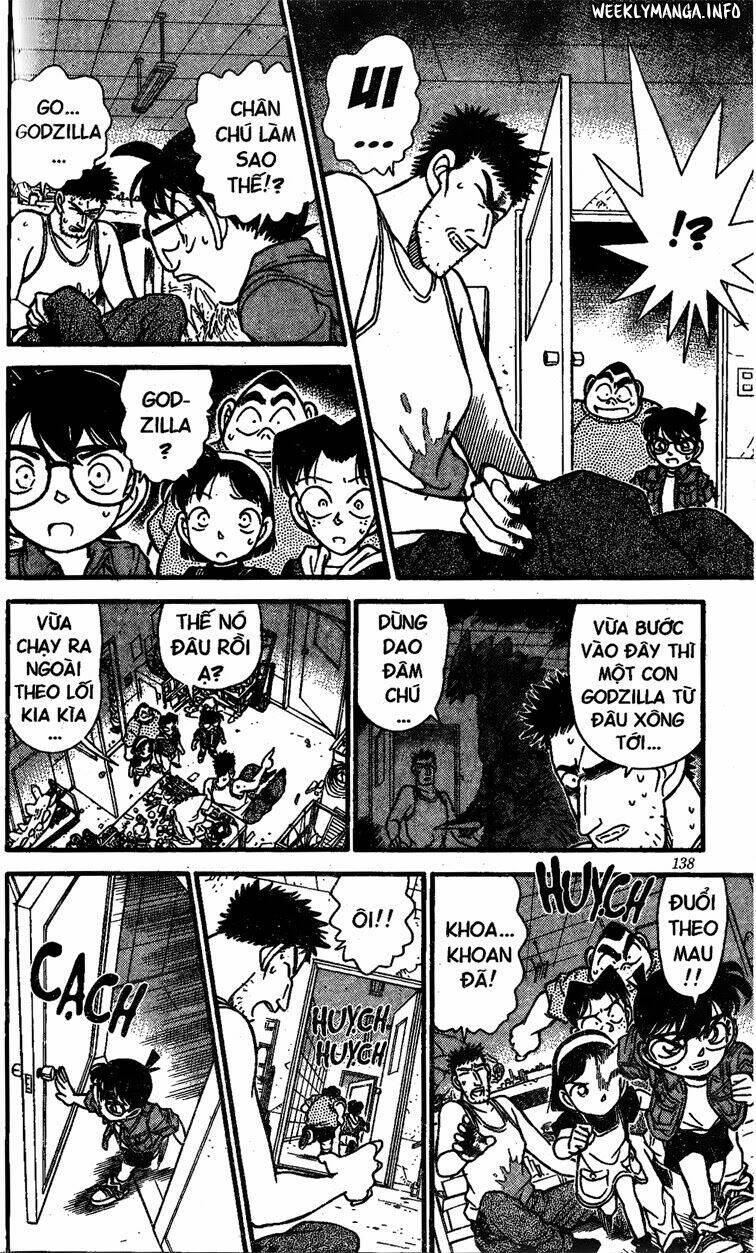 WEEKLYMANGA.INFO
UI
...
!?
CHÂN
CHÚ LÀM
SAO
THẾ!?
GO...
GODZILLA
...
GOD-
ZILLA
?
VỪA BƯỚC
VÀO ĐÂY THÌ
MỘT CON
GODZILLA TỪ
ĐÂU XÔNG
TỚI...
DÙNG
DAO
ĐÂM
CHÚ
...
THẾ NÓ
ĐÂU RỒI
Ạ?
VỪA
CHẠY RA
NGOÀI
THEO LỐI
KIA KÌA
...
138
ĐUỔI
THEO
MAU
!!
HUỴCH
KHOA...
KHOAN
ĐÃ!
ÔI!!
HUỴCH
HUỴCH
CẠCH